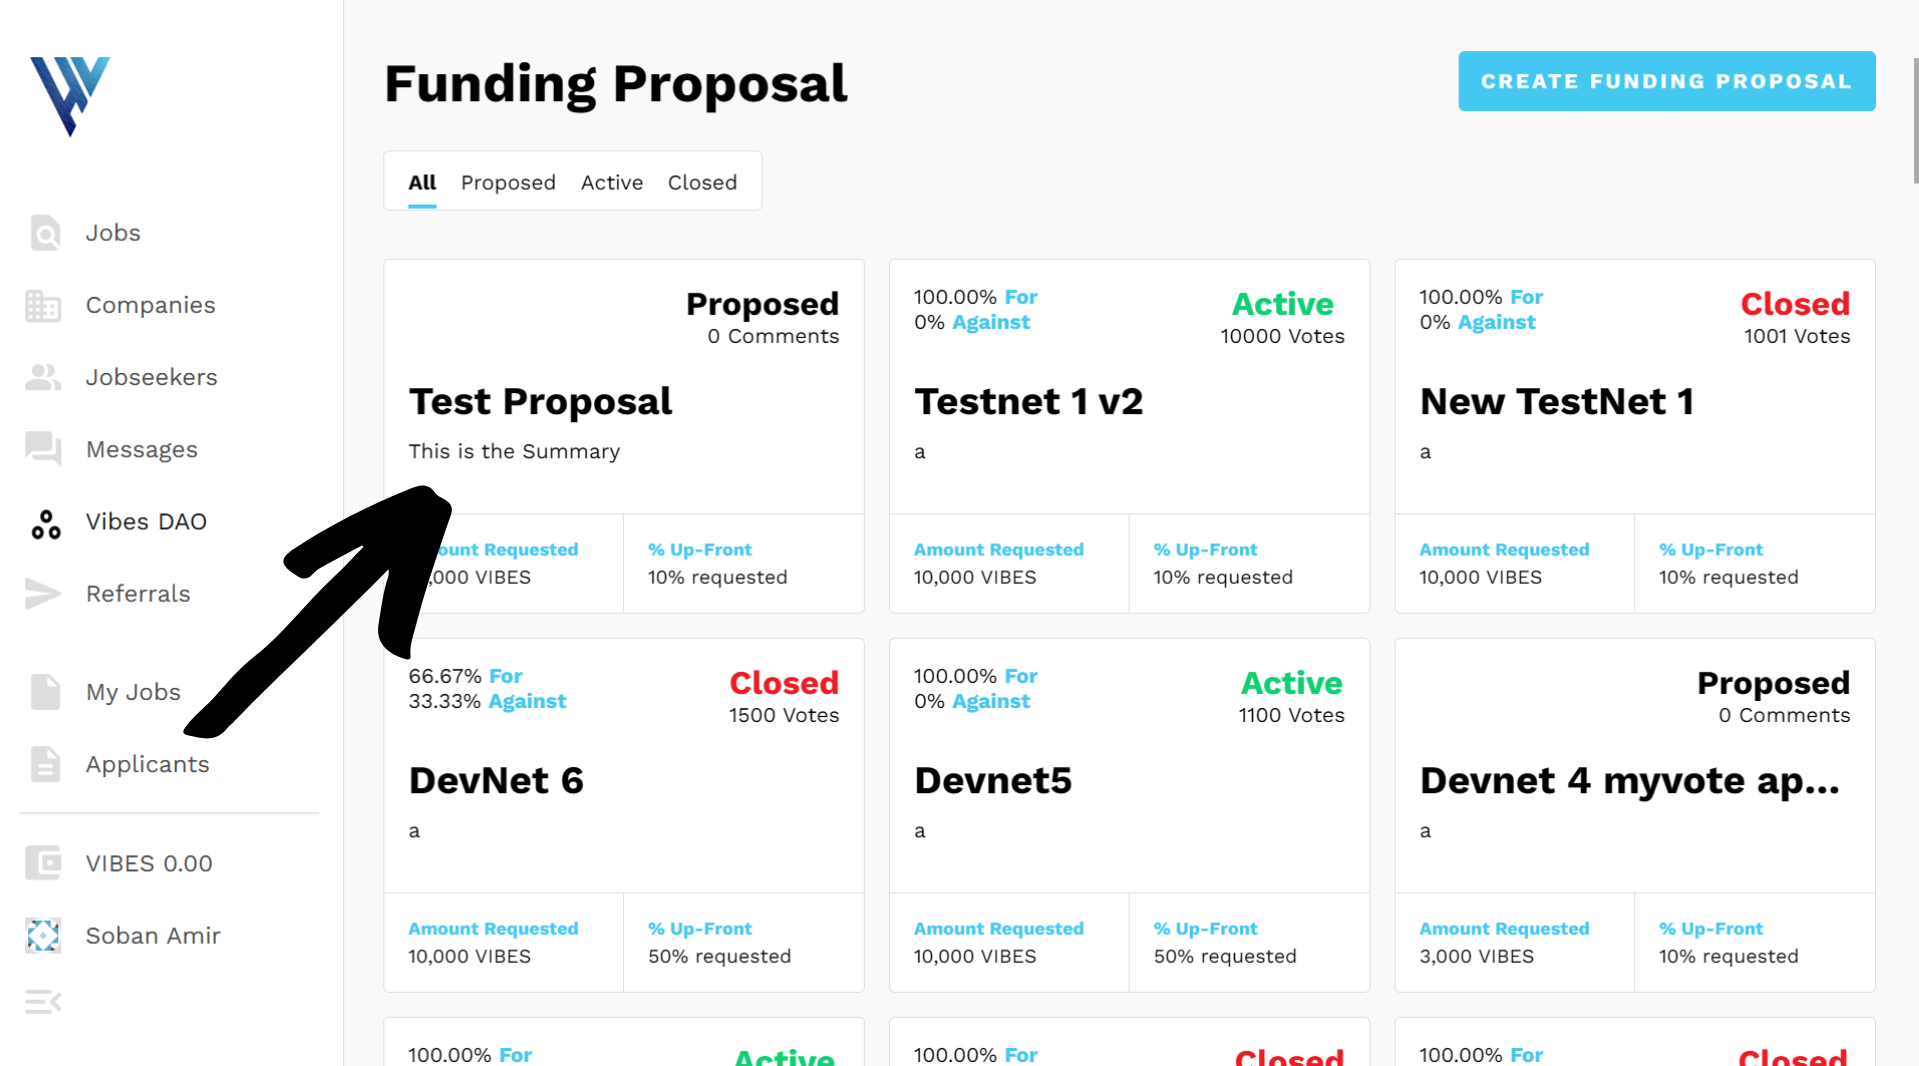 Funding Proposal
CREATE FUNDING PROPOSAL
All Proposed Active Closed
Jobs
Companies
Jobseekers
Messages
Vibes DAO
Referrals
My Jobs
Applicants
VIBES 0.00
Soban Amir
Proposed
0 Comments
Test Proposal
This is the Summary
Requested
VIBES
% Up-Front
10% requested
100.00% For
0% Against
Active
10000 Votes
Testnet 1 v2
a
Amount Requested
10,000 VIBES
% Up-Front
10% requested
100.00% For
0% Against
Closed
1001 Votes
New TestNet 1
a
Amount Requested
10,000 VIBES
% Up-Front
10% requested
66.67% For
33.33% Against
Closed
1500 Votes
DevNet 6
a
Amount Requested
10,000 VIBES
% Up-Front
50% requested
100.00% For
0% Against
Active
1100 Votes
Devnet5
a
Amount Requested
10,000 VIBES
% Up-Front
50% requested
Proposed
0 Comments
Devnet 4 myvote ap...
a
Amount Requested
3,000 VIBES
% Up-Front
10% requested
100.00% For
Active
100.00% For
Closed
100.00% For
Closed